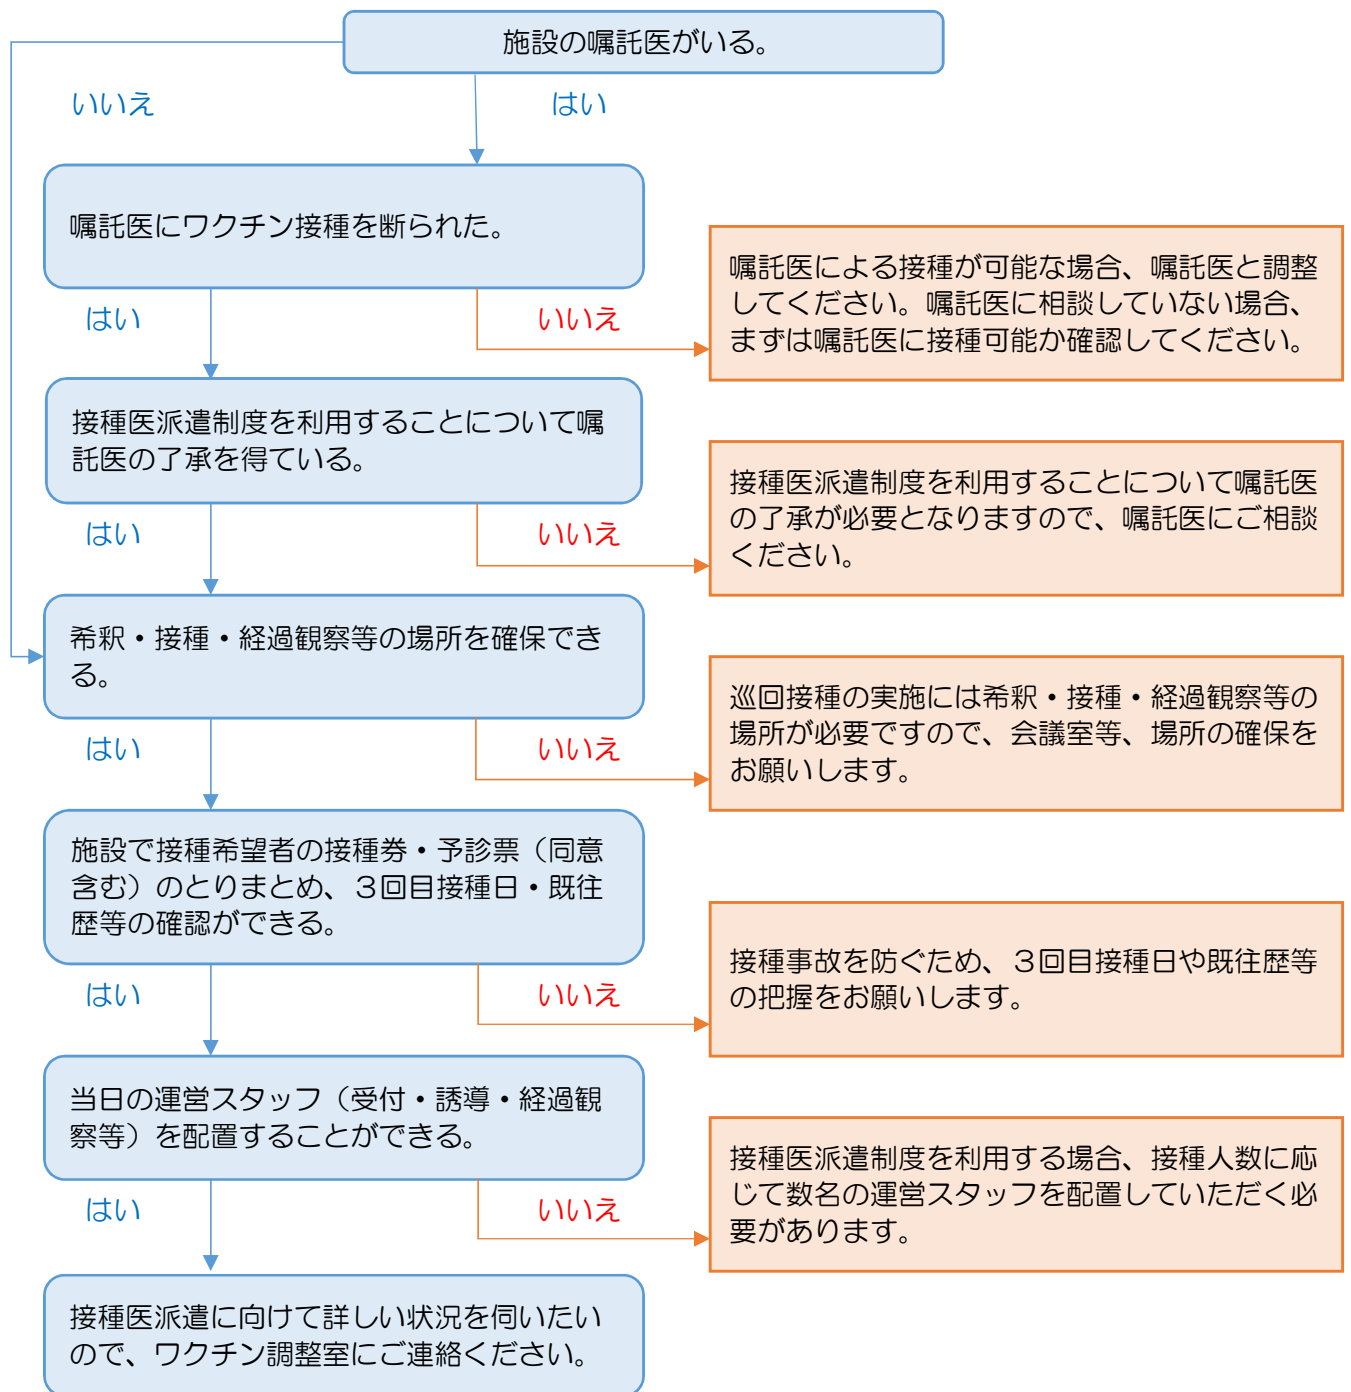 施設の嘱託医がいる。
いいえ
はい
嘱託医にワクチン接種を断られた。
嘱託医による接種が可能な場合、嘱託医と調整
してください。嘱託医に相談していない場合、
まずは嘱託医に接種可能か確認してください。
はい
いいえ
接種医派遣制度を利用することについて嘱
託医の了承を得ている。
接種医派遣制度を利用することについて嘱託医
の了承が必要となりますので、嘱託医にご相談
ください。
はい
いいえ
希釈・接種・経過観察等の場所を確保でき
る。
巡回接種の実施には希釈・接種・経過観察等の
場所が必要ですので、会議室等、場所の確保を
お願いします。
はい
いいえ
施設で接種希望者の接種券・予診票（同意
含む）のとりまとめ、３回目接種日・既往
歴等の確認ができる。
接種事故を防ぐため、３回目接種日や既往歴等
の把握をお願いします。
はい
いいえ
当日の運営スタッフ（受付・誘導・経過観
察等）を配置することができる。
接種医派遣制度を利用する場合、接種人数に応
じて数名の運営スタッフを配置していただく必
要があります。
はい
いいえ
接種医派遣に向けて詳しい状況を伺いたい
ので、ワクチン調整室にご連絡ください。